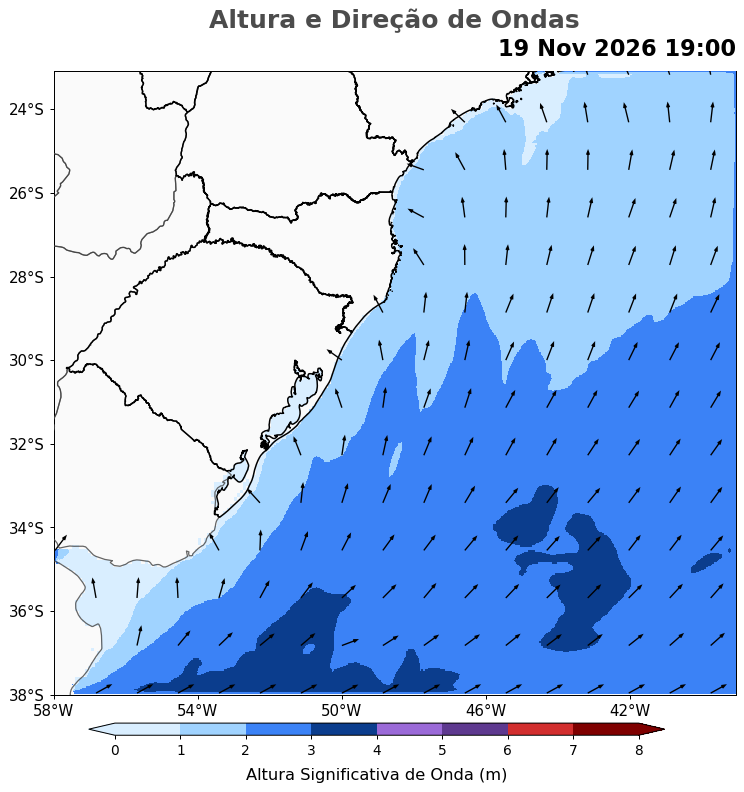 Altura e Direção de Ondas
19 Nov 2026 19:00
24°S
26°S
28°S
30°S
32°S
34°S
36°S
38°S
58°W 54°W 50°W 46°W 42°W
0 1 2 3 4 5 6 7 8
Altura Significativa de Onda (m)